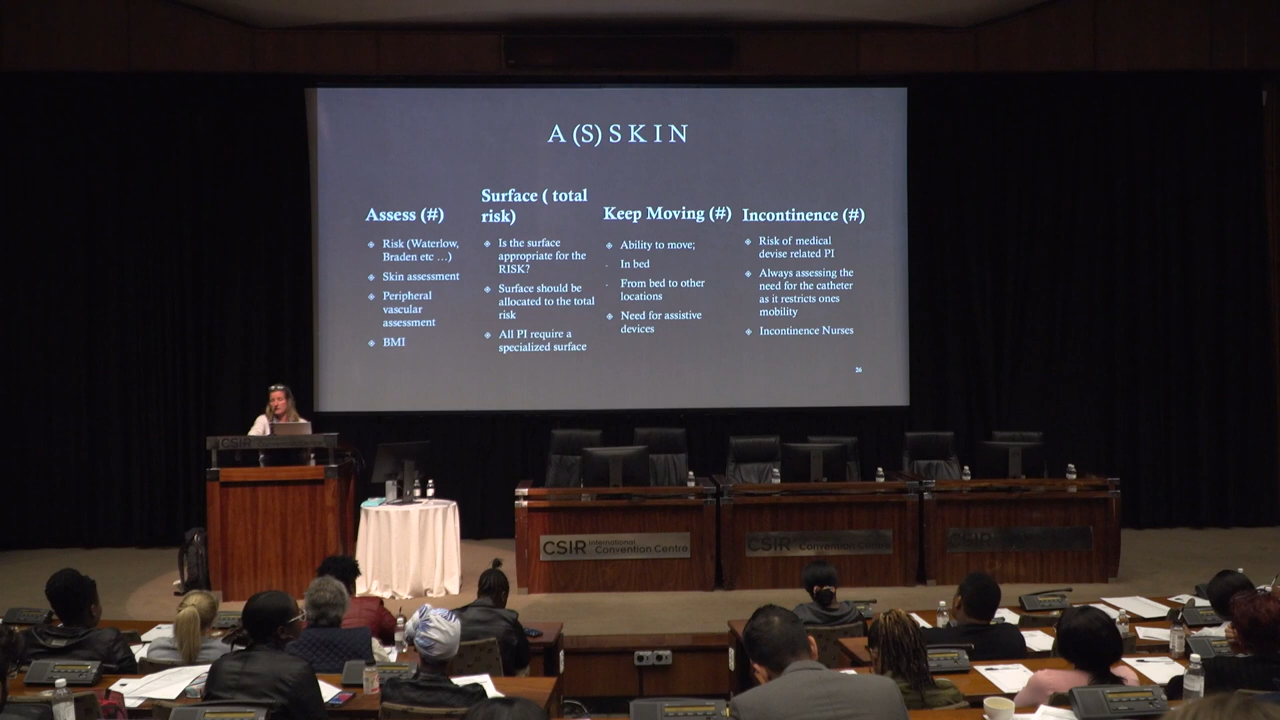 A (S) S K I N
Assess (#)
Risk (Waterlow,
Braden etc …)
Skin assessment
Peripheral
vascular
assessment
BMI
Surface ( total
risk)
Is the surface
appropriate for the
RISK?
Surface should be
allocated to the total
risk
All PI require a
specialized surface
Keep Moving (#)
Ability to move;
- In bed
- From bed to other
locations
Need for assistive
devices
Incontinence (#)
Risk of medical
devise related PI
Always assessing the
need for the catheter
as it restricts ones
mobility
Incontinence Nurses
26
CSIR
CSIR International
Convention Centre
CSIR
Convention Centre